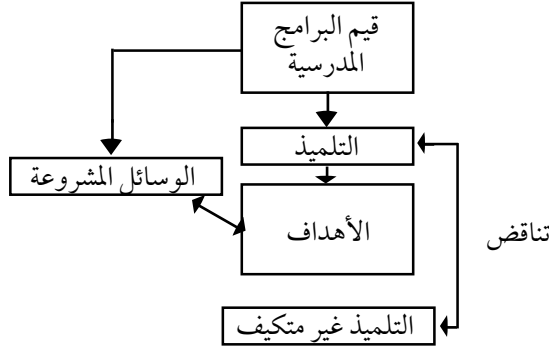 قيم البرامج
المدرسية
التلميذ
الوسائل المشروعة
الأهداف
تناقض
التلميذ غير متكيف